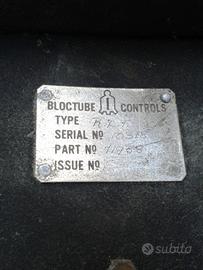 BLOCTUBE CONTROLS
TYPE
SERIAL NO
PART NO
ISSUE NO
subito